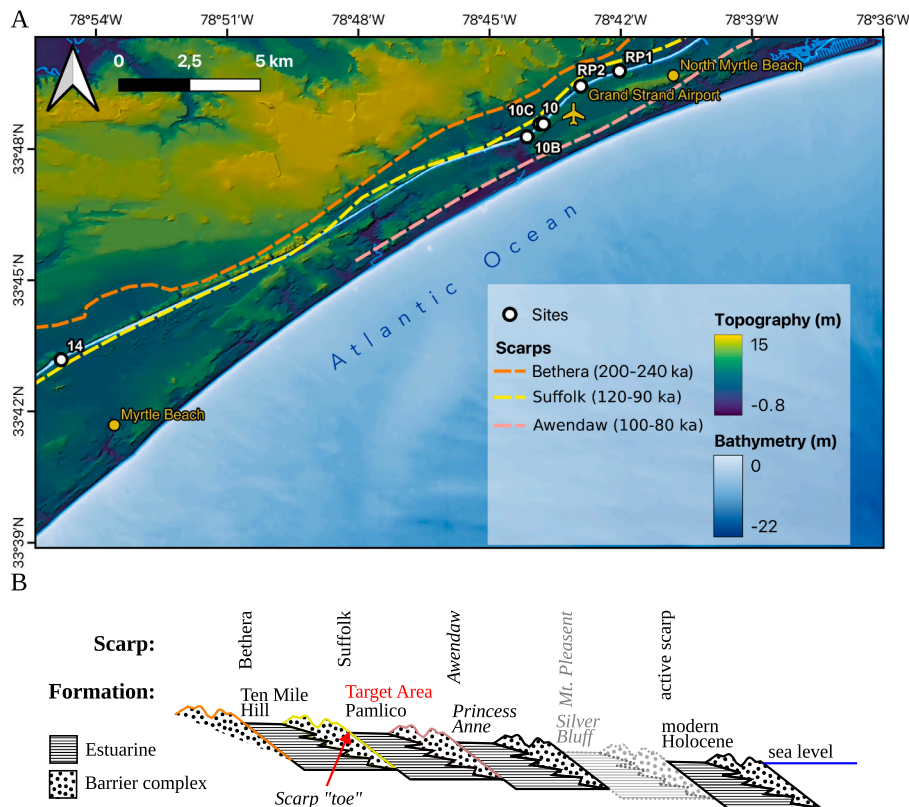 A
78°54'W 78°51'W 78°48'W 78°45'W 78°42'W 78°39'W 78°36'W
0 2,5 5 km
RP1
RP2
North Myrtle Beach
Grand Strand Airport
10C 10
10B
33°48'N
33°45'N
33°42'N
33°39'N
Atlantic Ocean
14
Myrtle Beach
Sites
Scarps
Bethera (200-240 ka)
Suffolk (120-90 ka)
Awendaw (100-80 ka)
Topography (m)
15
-0.8
Bathymetry (m)
0
-22
B
Scarp:
Bethera
Suffolk
Awendaw
Mt. Pleasent
active scarp
Formation:
Ten Mile
Hill
Target Area
Pamlico
Princess
Anne
Silver
Bluff
modern
Holocene
sea level
Estuarine
Barrier complex
Scarp "toe"